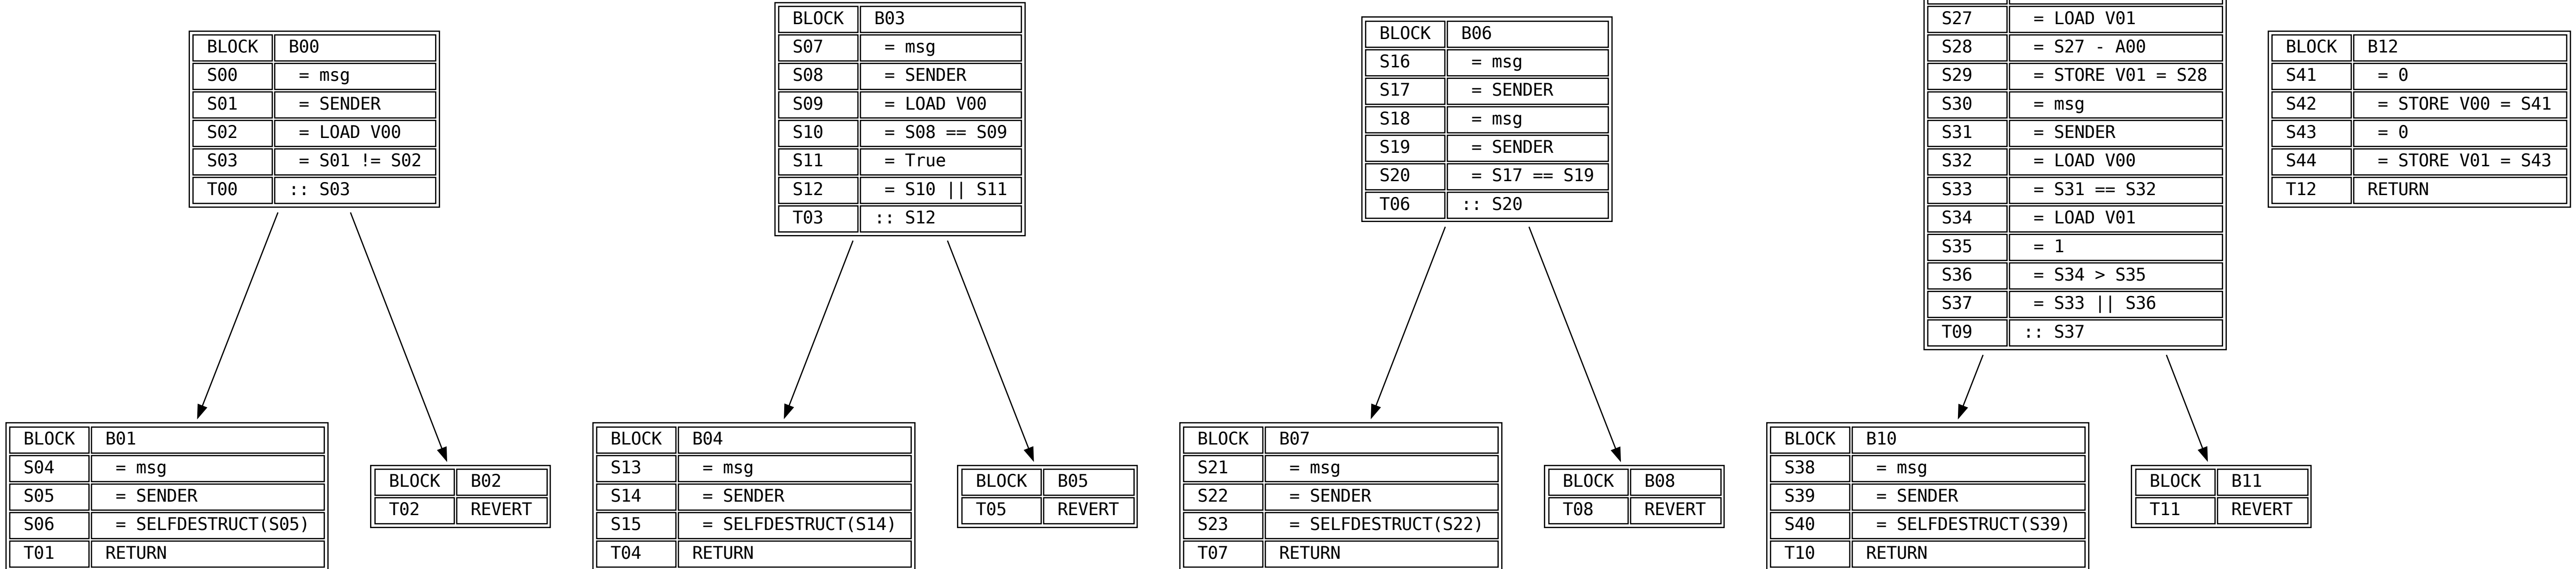 BLOCK B00
S00 = msg
S01 = SENDER
S02 = LOAD V00
S03 = S01 != S02
T00 :: S03
BLOCK B01
S04 = msg
S05 = SENDER
S06 = SELFDESTRUCT(S05)
T01 RETURN
BLOCK B02
T02 REVERT
BLOCK B03
S07 = msg
S08 = SENDER
S09 = LOAD V00
S10 = S08 == S09
S11 = True
S12 = S10 || S11
T03 :: S12
BLOCK B04
S13 = msg
S14 = SENDER
S15 = SELFDESTRUCT(S14)
T04 RETURN
BLOCK B05
T05 REVERT
BLOCK B06
S16 = msg
S17 = SENDER
S18 = msg
S19 = SENDER
S20 = S17 == S19
T06 :: S20
BLOCK B07
S21 = msg
S22 = SENDER
S23 = SELFDESTRUCT(S22)
T07 RETURN
BLOCK B08
T08 REVERT
S27 = LOAD V01
S28 = S27 - A00
S29 = STORE V01 = S28
S30 = msg
S31 = SENDER
S32 = LOAD V00
S33 = S31 == S32
S34 = LOAD V01
S35 = 1
S36 = S34 > S35
S37 = S33 || S36
T09 :: S37
BLOCK B10
S38 = msg
S39 = SENDER
S40 = SELFDESTRUCT(S39)
T10 RETURN
BLOCK B11
T11 REVERT
BLOCK B12
S41 = 0
S42 = STORE V00 = S41
S43 = 0
S44 = STORE V01 = S43
T12 RETURN